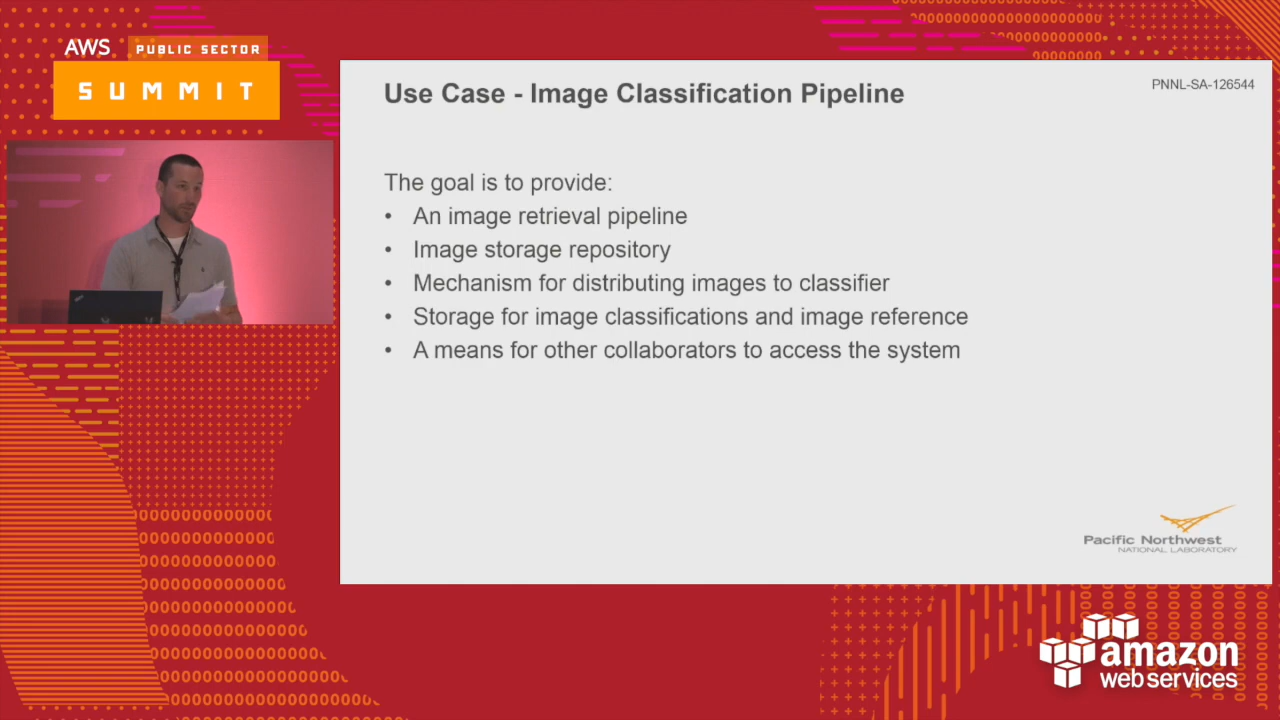 AWS PUBLIC SECTOR
SUMMIT
Use Case - Image Classification Pipeline
PNNL-SA-126544
The goal is to provide:
• An image retrieval pipeline
• Image storage repository
• Mechanism for distributing images to classifier
• Storage for image classifications and image reference
• A means for other collaborators to access the system
Pacific Northwest
NATIONAL LABORATORY
amazon
web services